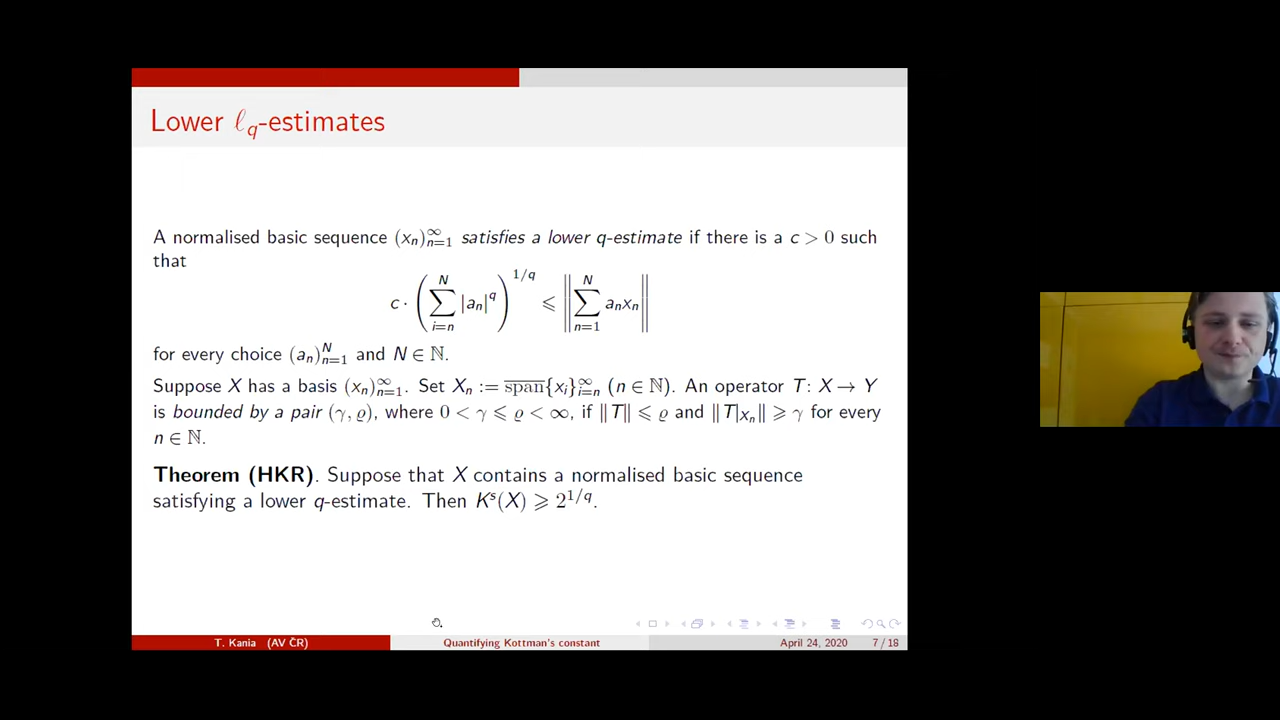 Lower ℓ_q-estimates
A normalised basic sequence (x_n)_{n=1}^∞ satisfies a lower q-estimate if there is a c > 0 such
that
c · (∑_{i=n}^{N} |a_n|^q)^{1/q} ⩽ ‖∑_{n=1}^{N} a_n x_n‖
for every choice (a_n)_{n=1}^N and N ∈ ℕ.
Suppose X has a basis (x_n)_{n=1}^∞. Set X_n := \overline{span}{x_i}_{i=n}^∞ (n ∈ ℕ). An operator T: X → Y
is bounded by a pair (γ, ϱ), where 0 < γ ⩽ ϱ < ∞, if ‖T‖ ⩽ ϱ and ‖T|_{X_n}‖ ⩾ γ for every
n ∈ ℕ.
Theorem (HKR). Suppose that X contains a normalised basic sequence
satisfying a lower q-estimate. Then K^s(X) ⩾ 2^{1/q}.
T. Kania (AV ČR) Quantifying Kottman's constant April 24, 2020 7 / 18